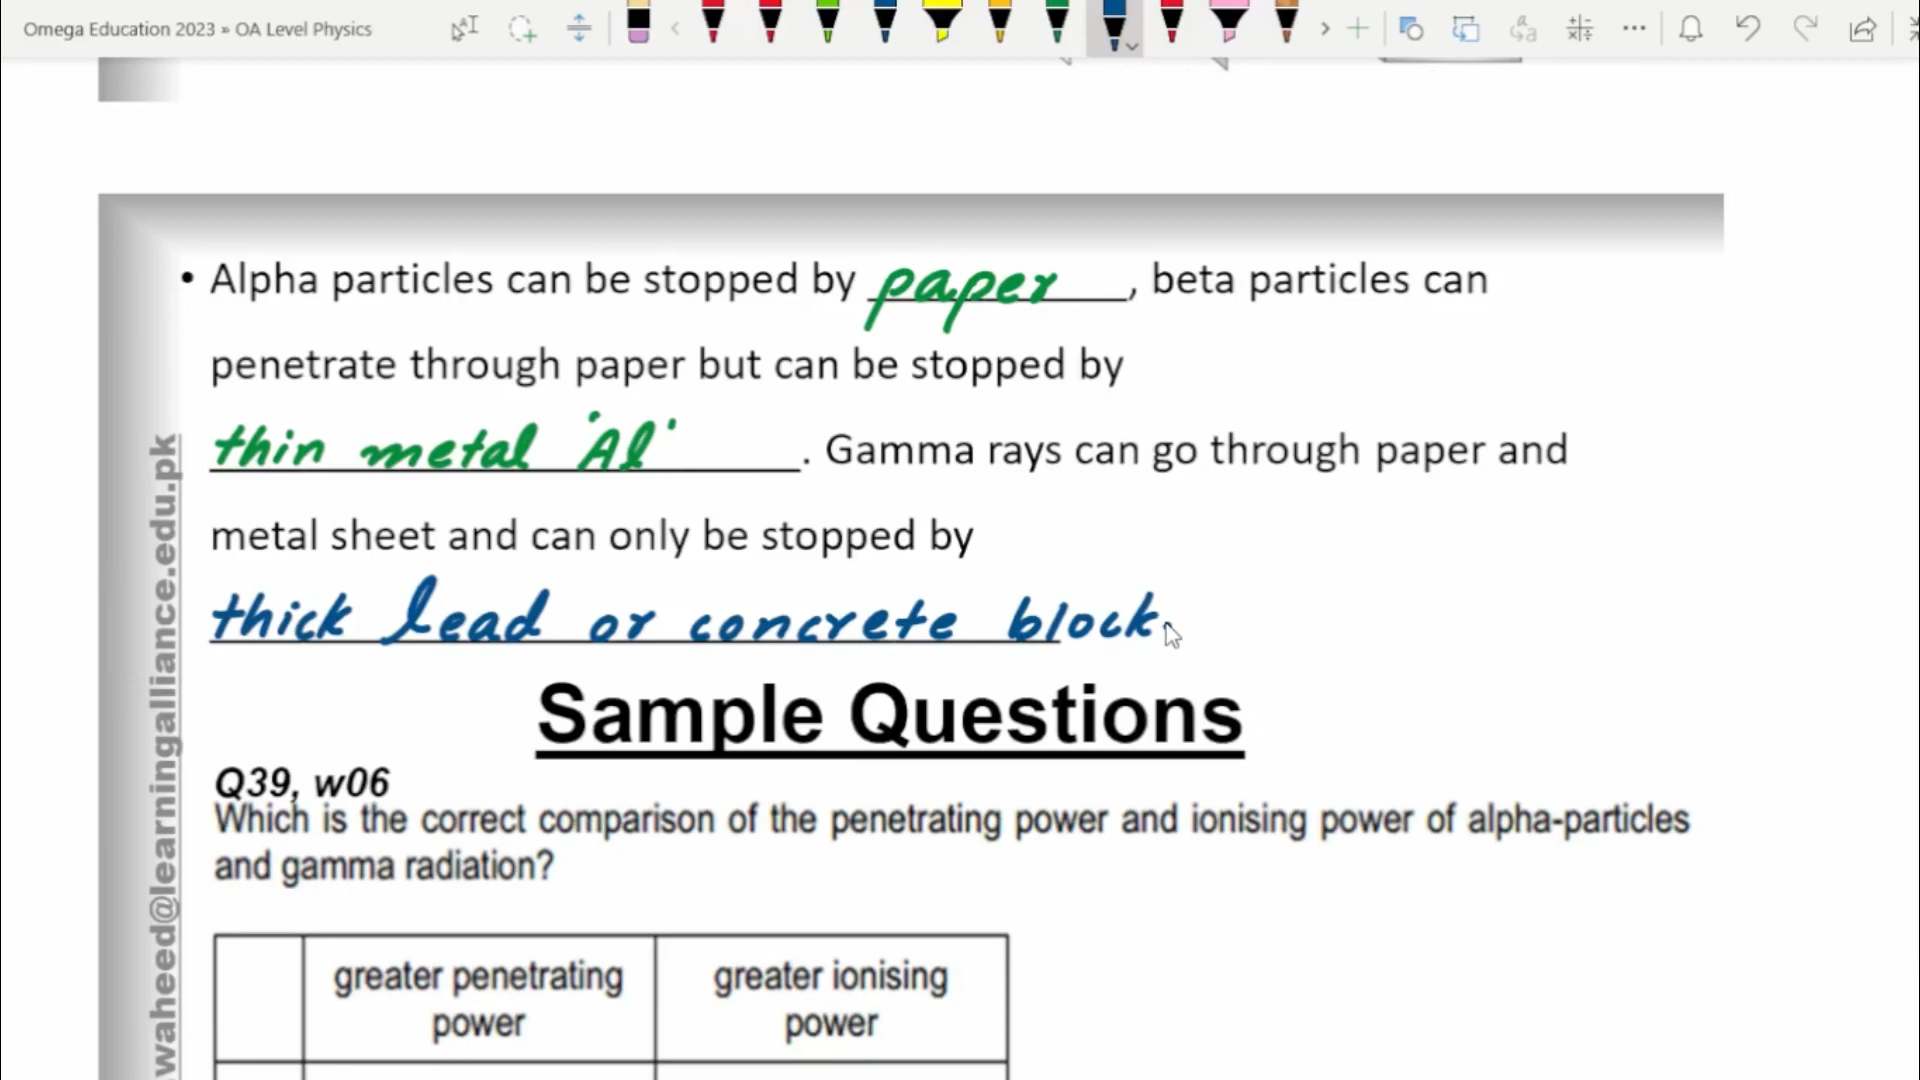 Omega Education 2023 » OA Level Physics
• Alpha particles can be stopped by paper, beta particles can
penetrate through paper but can be stopped by
thin metal 'Al'. Gamma rays can go through paper and
metal sheet and can only be stopped by
thick lead or concrete block.
waheed@learningalliance.edu.pk
Sample Questions
Q39, w06
Which is the correct comparison of the penetrating power and ionising power of alpha-particles
and gamma radiation?
greater penetrating
power
greater ionising
power